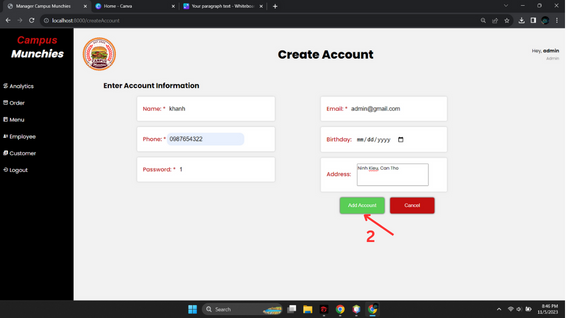 Manager Campus Munchies
Home - Canva
Your paragraph text - Whiteboa
localhost:8000/createAccount
Campus
Munchies
Create Account
Hey, admin
admin
Enter Account Information
Analytics
Order
Menu
Employee
Customer
Logout
Name: * khanh
Email: * admin@gmail.com
Phone: * 0987654322
Birthday: mm/dd/yyyy
Password: * 1
Address: Ninh Kieu, Can Tho
Add Account
Cancel
2
Search
8:46 PM
11/5/2023